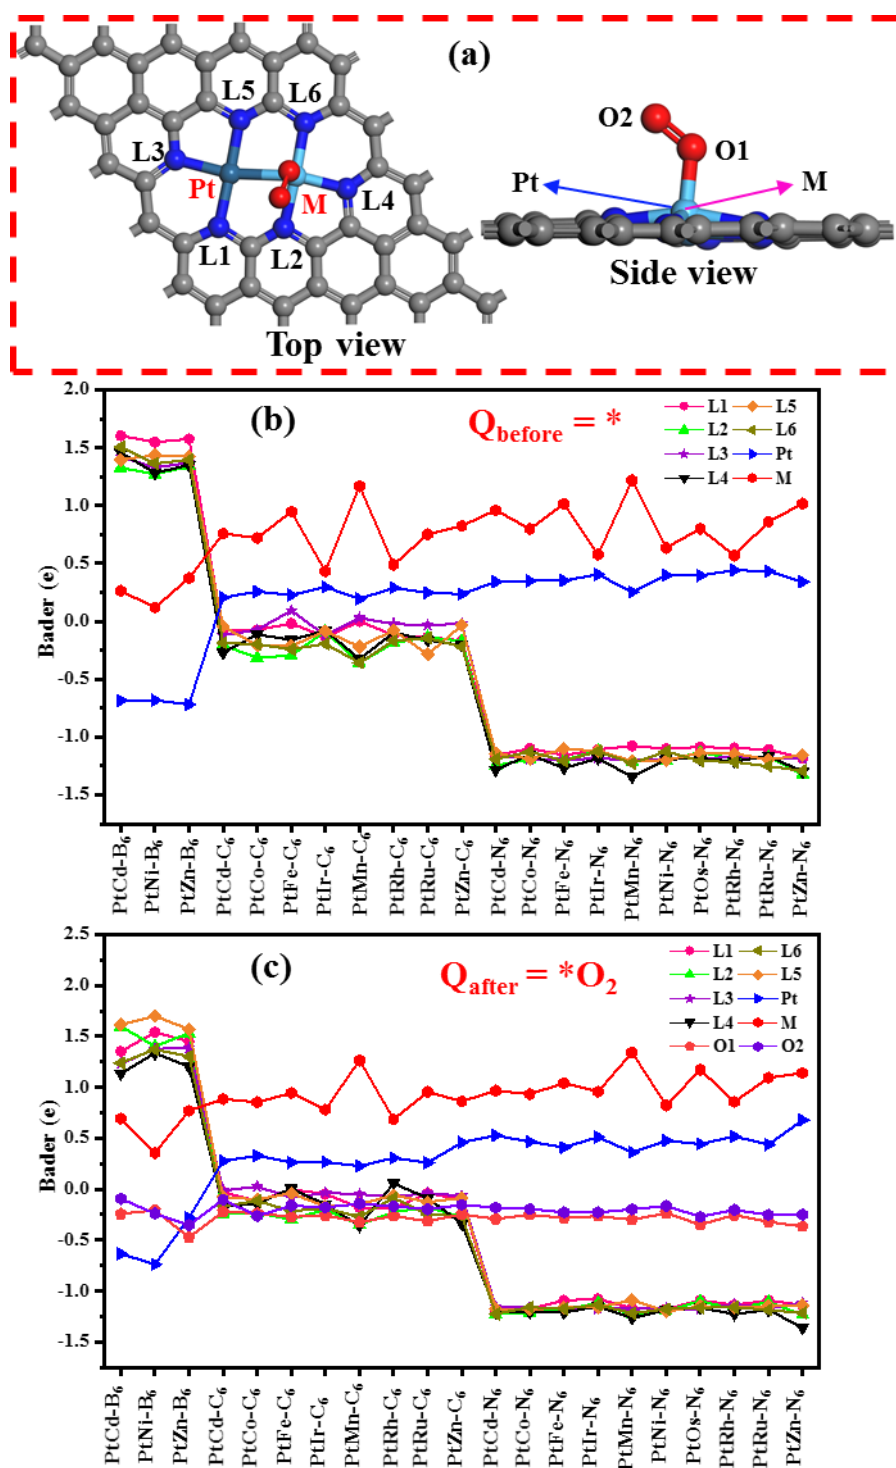 (a)
L5
L6
L3
Pt
M
L4
L1
L2
Top view
O2
O1
Pt
M
Side view
(b)
Q_before = *
L1
L2
L3
L4
L5
L6
Pt
M
Bader (e)
2.0
1.5
1.0
0.5
0.0
-0.5
-1.0
-1.5
PtCd-B₆
PtNi-B₆
PtZn-B₆
PtCd-C₆
PtCo-C₆
PtFe-C₆
PtIr-C₆
PtMn-C₆
PtRh-C₆
PtRu-C₆
PtZn-C₆
PtCd-N₆
PtCo-N₆
PtFe-N₆
PtIr-N₆
PtMn-N₆
PtNi-N₆
PtOs-N₆
PtRh-N₆
PtRu-N₆
PtZn-N₆
(c)
Q_after = *O₂
L1
L2
L3
L4
O1
L6
L5
Pt
M
O2
Bader (e)
2.5
2.0
1.5
1.0
0.5
0.0
-0.5
-1.0
-1.5
PtCd-B₆
PtNi-B₆
PtZn-B₆
PtCd-C₆
PtCo-C₆
PtFe-C₆
PtIr-C₆
PtMn-C₆
PtRh-C₆
PtRu-C₆
PtZn-C₆
PtCd-N₆
PtCo-N₆
PtFe-N₆
PtIr-N₆
PtMn-N₆
PtNi-N₆
PtOs-N₆
PtRh-N₆
PtRu-N₆
PtZn-N₆